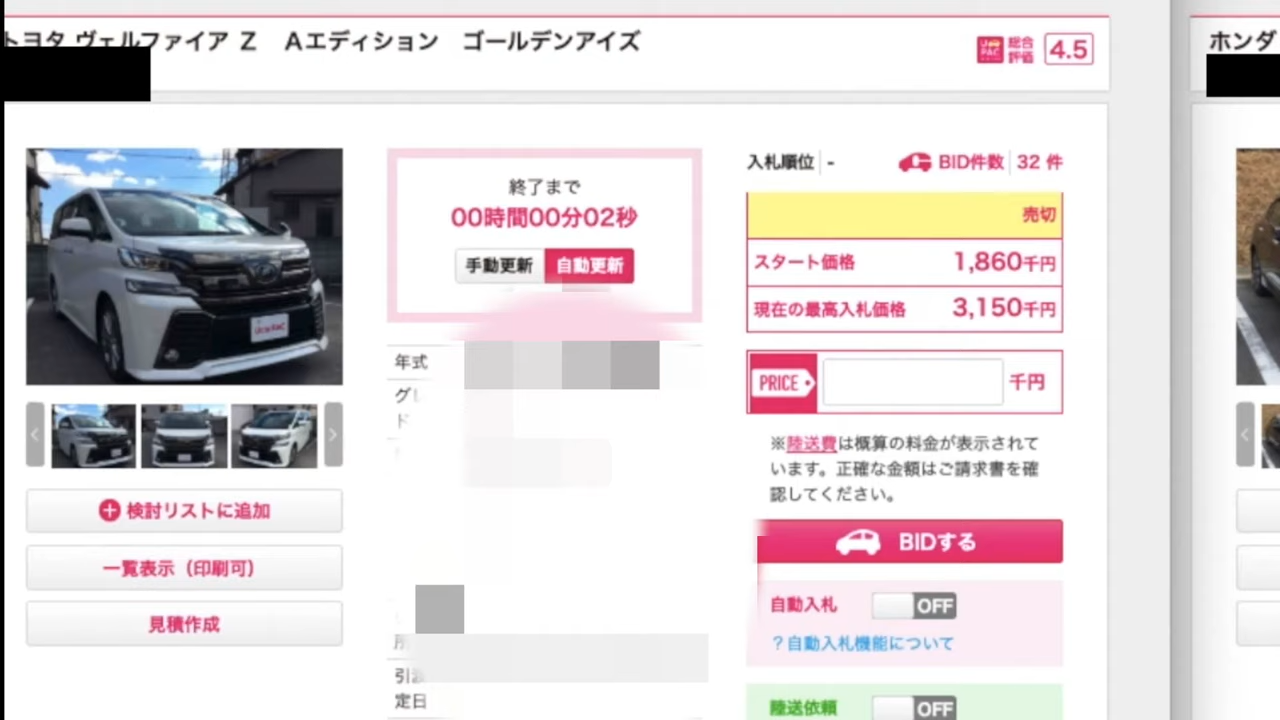 トヨタ ヴェルファイア Z Aエディション ゴールデンアイズ
総合
評価
4.5
ホンダ
終了まで
00時間00分02秒
手動更新
自動更新
年式
引
定日
入札順位 -
BID件数 32 件
売切
スタート価格 1,860千円
現在の最高入札価格 3,150千円
PRICE
千円
※陸送費は概算の料金が表示されて
います。正確な金額はご請求書を確
認してください。
BIDする
自動入札 OFF
?自動入札機能について
陸送依頼 OFF
検討リストに追加
一覧表示（印刷可）
見積作成